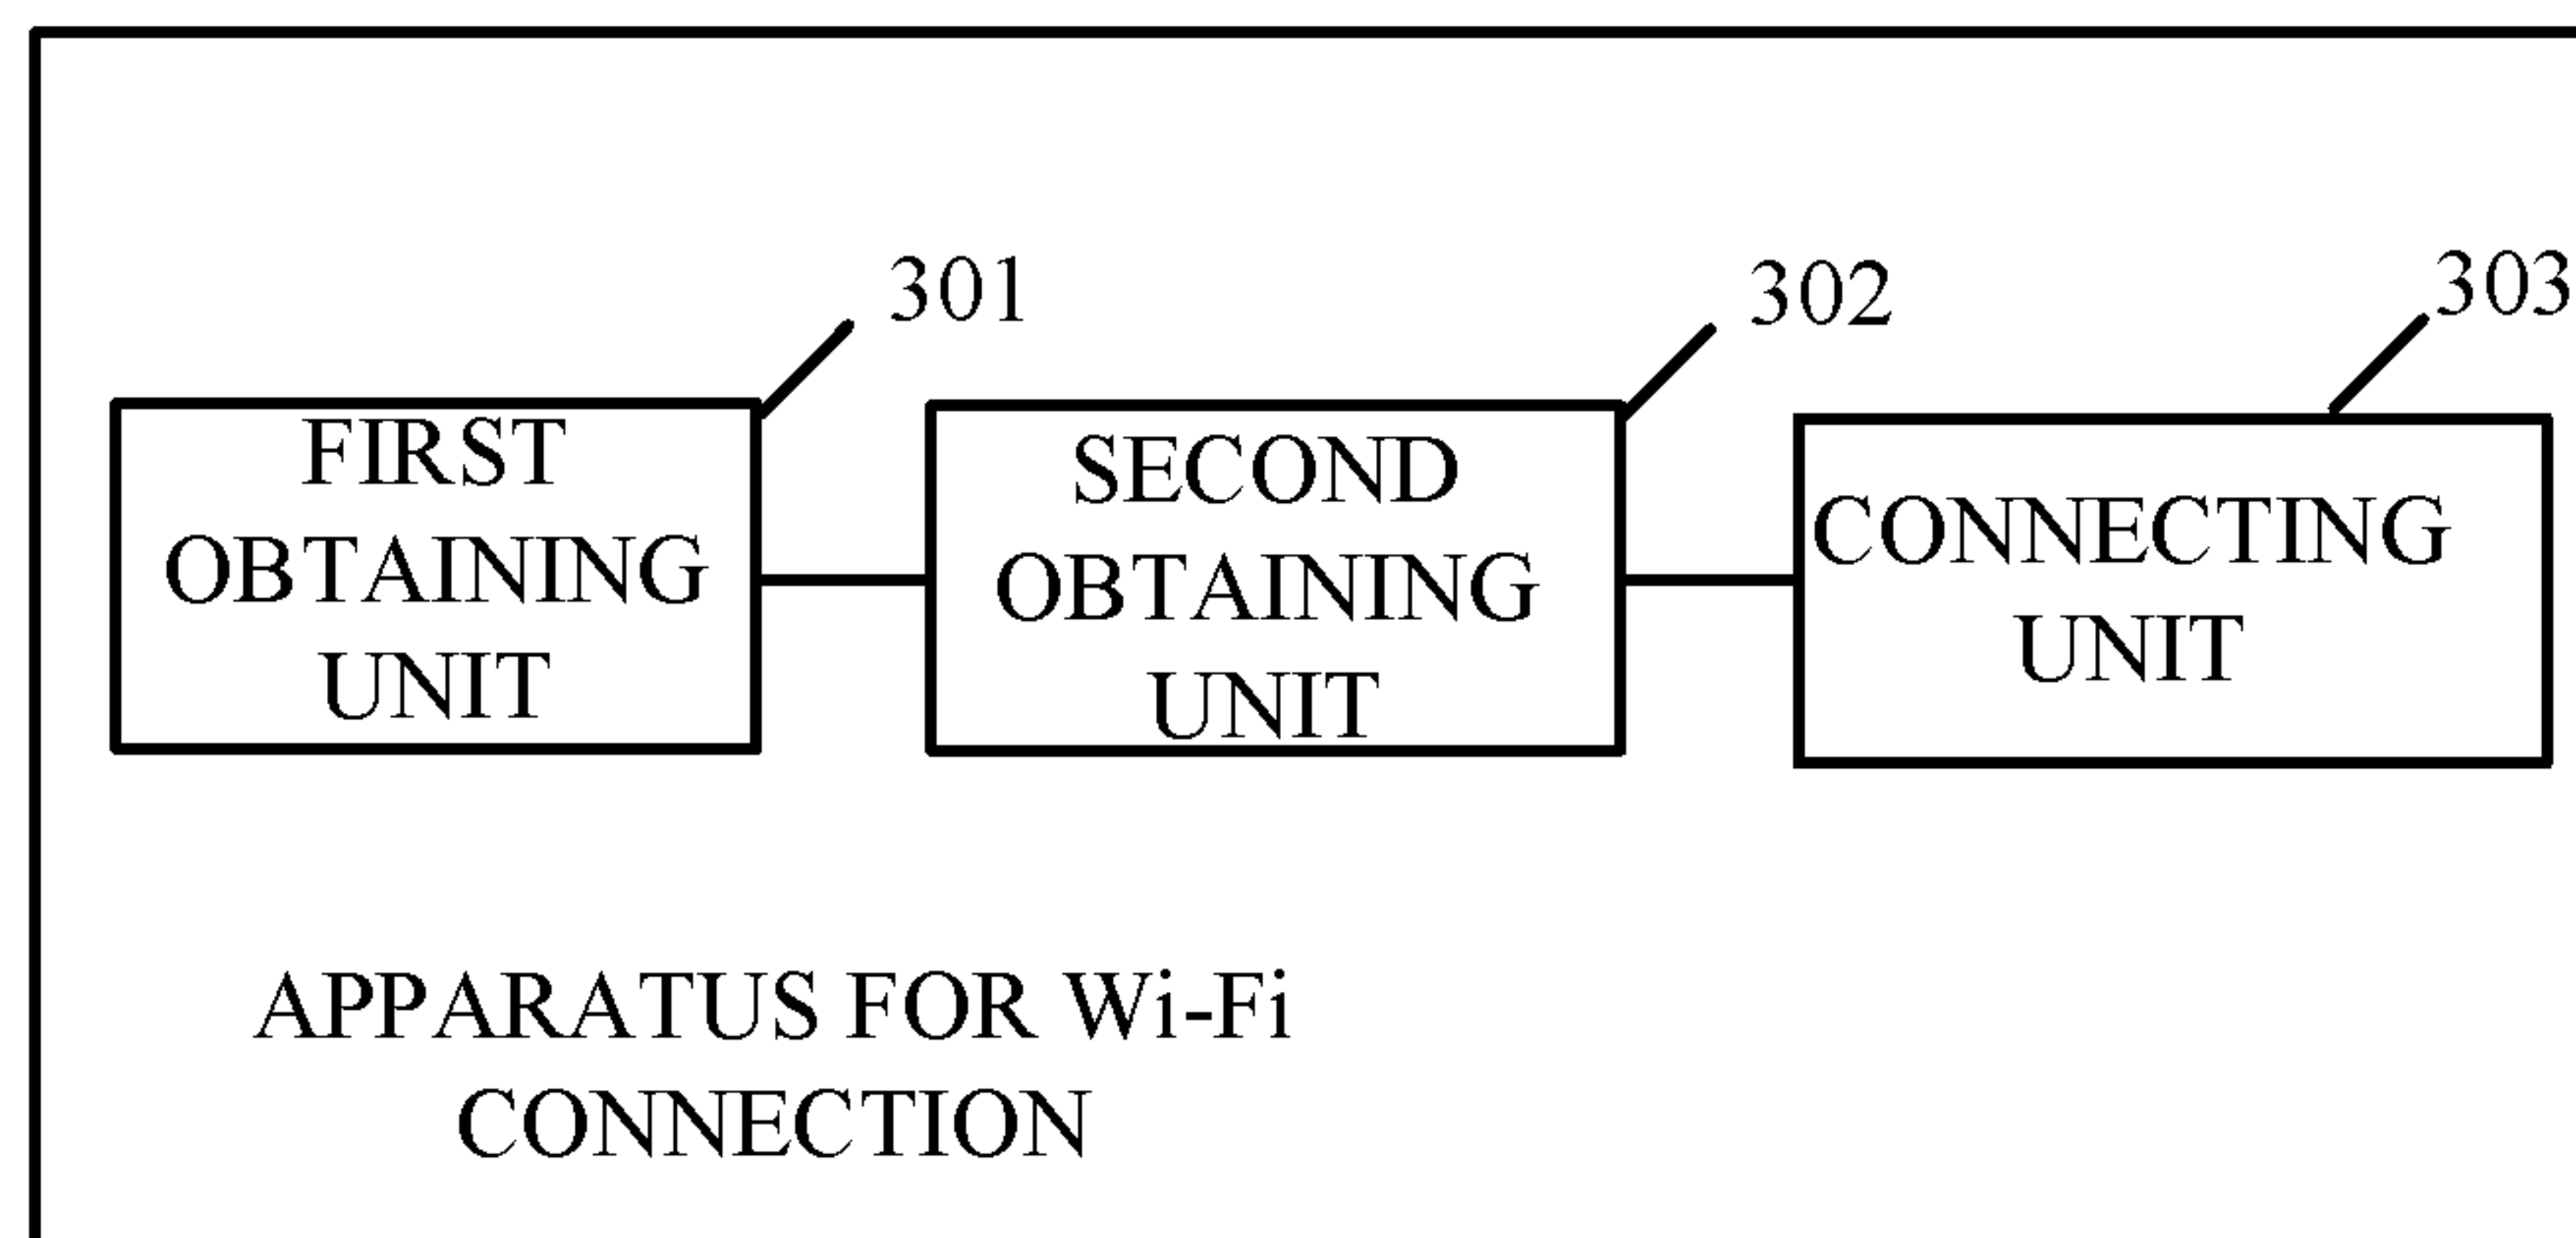 301
302
303
FIRST
OBTAINING
UNIT
SECOND
OBTAINING
UNIT
CONNECTING
UNIT
APPARATUS FOR Wi-Fi
CONNECTION